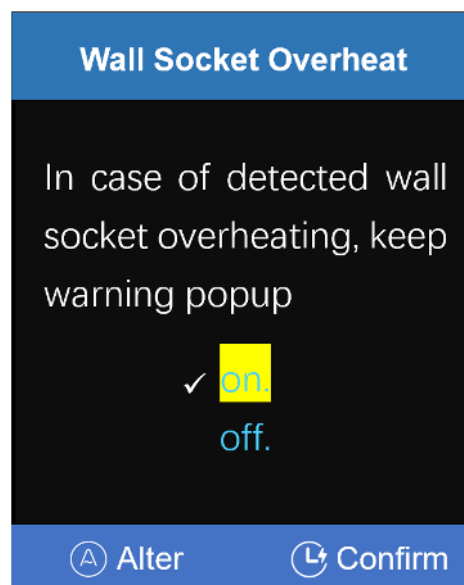 Wall Socket Overheat
In case of detected wall
socket overheating, keep
warning popup
✓ on.
off.
A Alter
Confirm